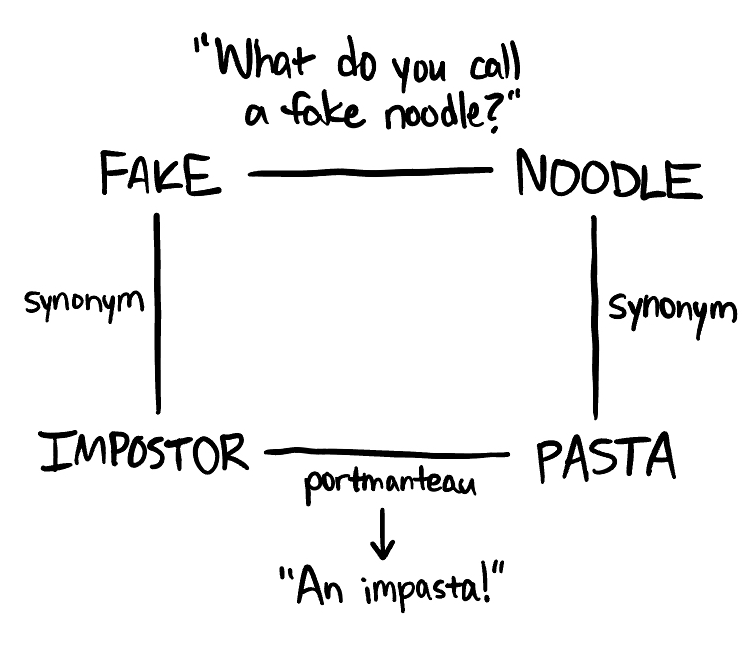 "What do you call
a fake noodle?"
FAKE NOODLE
synonym synonym
IMPOSTOR PASTA
portmanteau
"An impasta!"